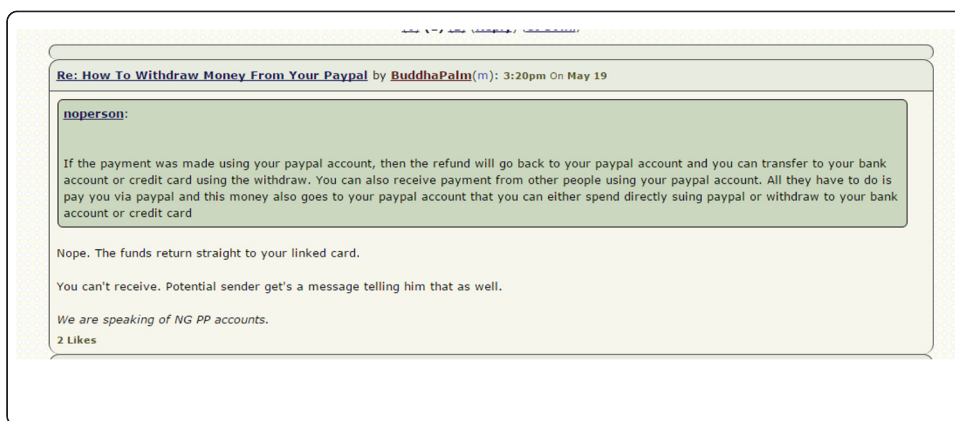 Re: How To Withdraw Money From Your Paypal by BuddhaPalm(m): 3:20pm On May 19
noperson:
If the payment was made using your paypal account, then the refund will go back to your paypal account and you can transfer to your bank
account or credit card using the withdraw. You can also receive payment from other people using your paypal account. All they have to do is
pay you via paypal and this money also goes to your paypal account that you can either spend directly suing paypal or withdraw to your bank
account or credit card
Nope. The funds return straight to your linked card.
You can't receive. Potential sender get's a message telling him that as well.
We are speaking of NG PP accounts.
2 Likes